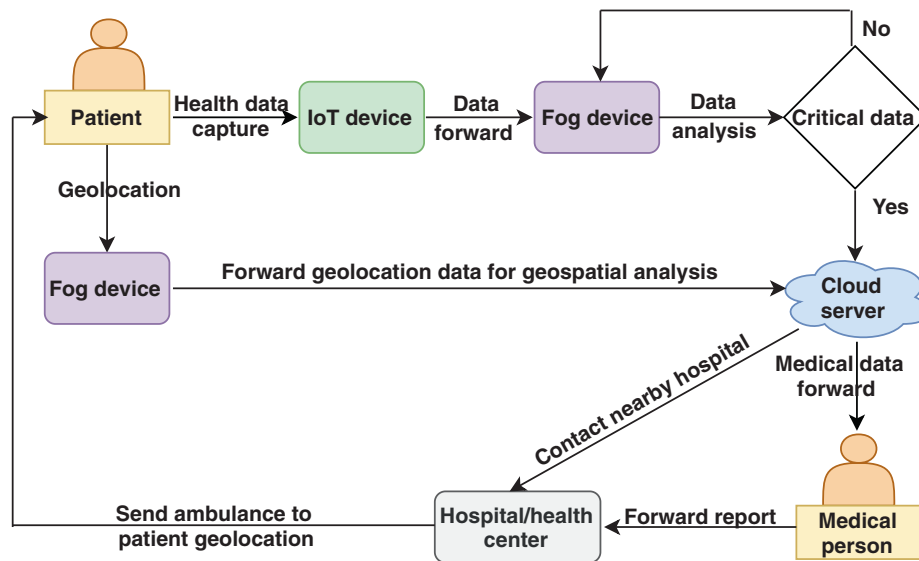 No
Patient
Health data
capture
IoT device
Data
forward
Fog device
Data
analysis
Critical data
Geolocation
Yes
Fog device
Forward geolocation data for geospatial analysis
Cloud
server
Contact nearby hospital
Medical data
forward
Send ambulance to
patient geolocation
Hospital/health
center
Forward report
Medical
person